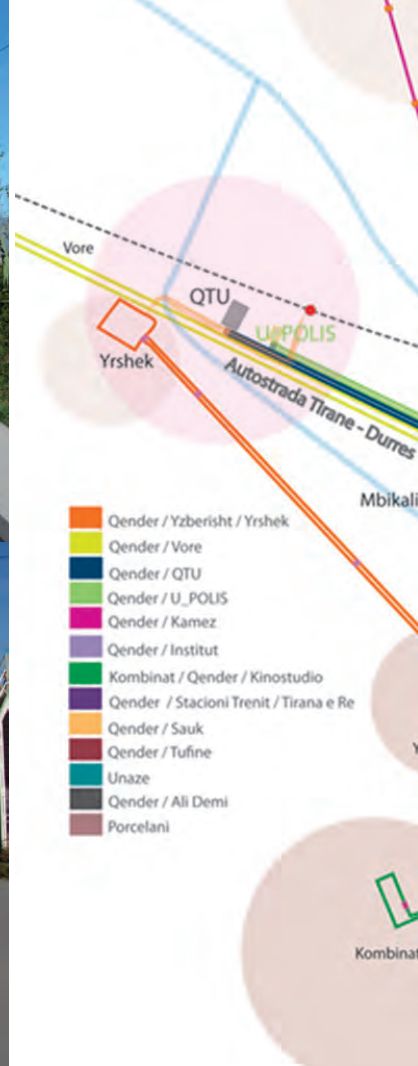 Vore
QTU
U_POLIS
Yrshek
Autostrada Tirane - Durres
Mbikali
Qender / Yzberisht / Yrshek
Qender / Vore
Qender / QTU
Qender / U_POLIS
Qender / Kamez
Qender / Institut
Kombinat / Qender / Kinostudio
Qender / Stacioni Trenit / Tirana e Re
Qender / Sauk
Qender / Tufine
Unaze
Qender / Ali Demi
Porcelani
Kombinat